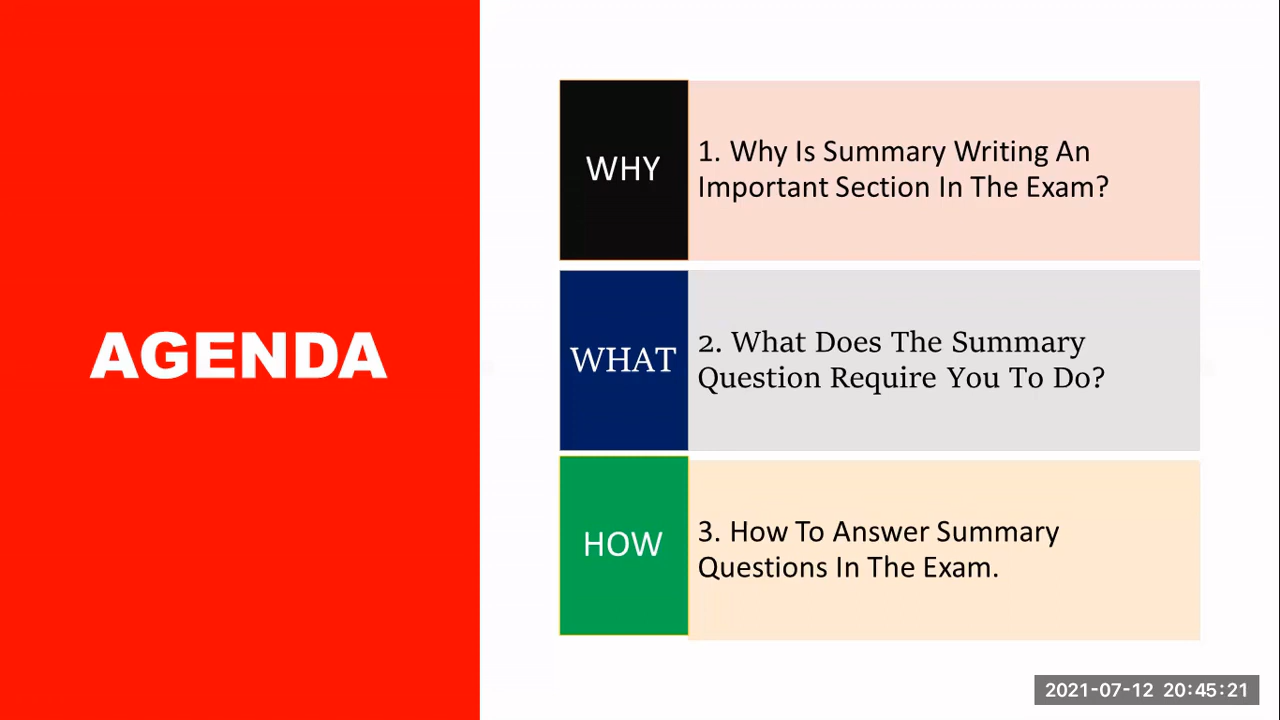 AGENDA
WHY
1. Why Is Summary Writing An
Important Section In The Exam?
WHAT
2. What Does The Summary
Question Require You To Do?
HOW
3. How To Answer Summary
Questions In The Exam.
2021-07-12 20:45:21